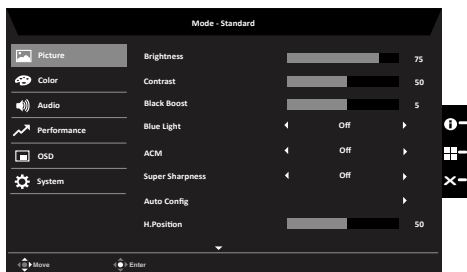 Mode - Standard
Picture
Color
Audio
Performance
OSD
System
Brightness 75
Contrast 50
Black Boost 5
Blue Light Off
ACM Off
Super Sharpness Off
Auto Config
H.Position 50
Move Enter